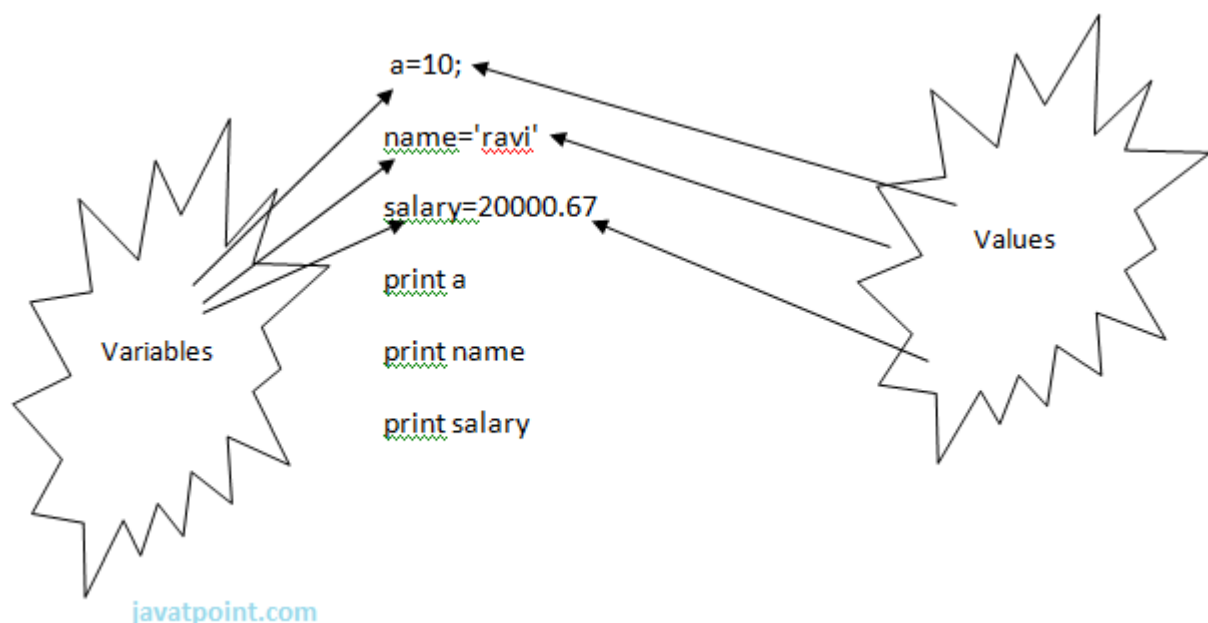 a=10;
name='ravi'
salary=20000.67
Values
print a
Variables
print name
print salary
javatpoint.com